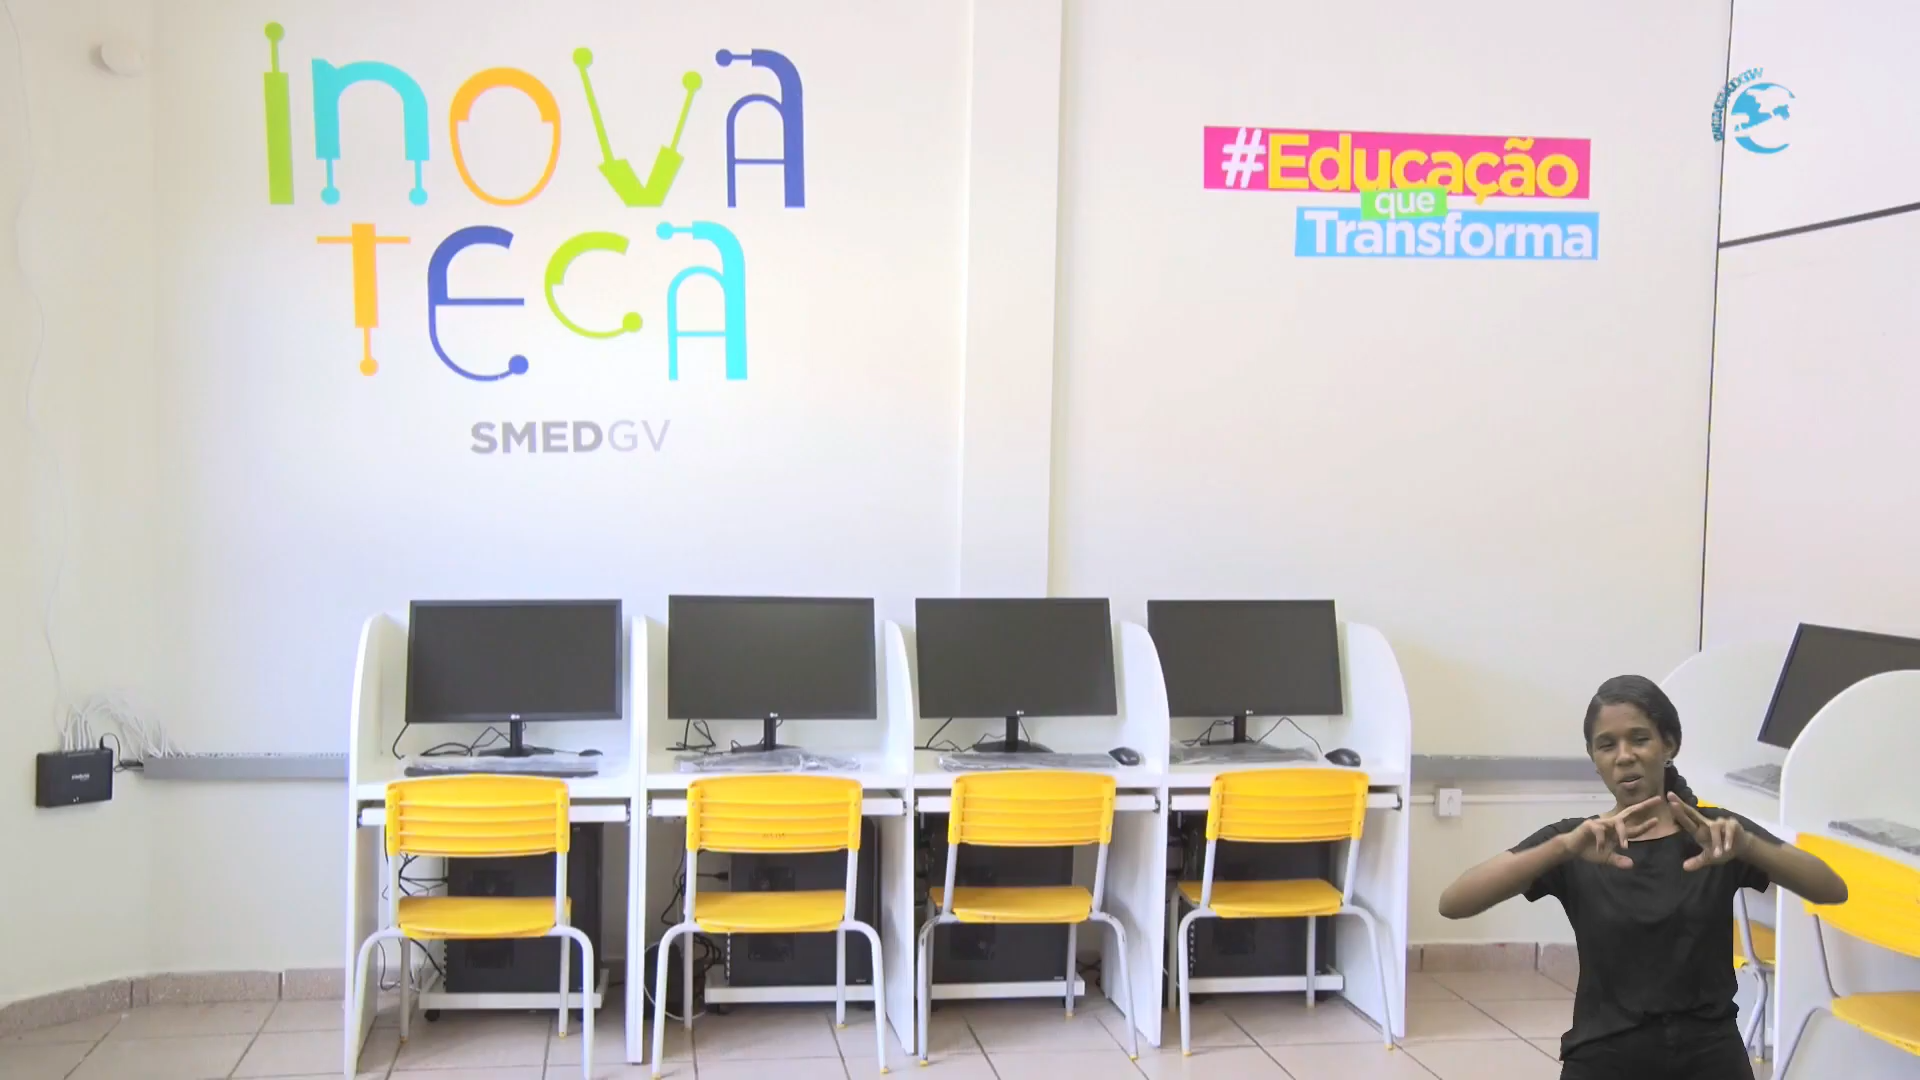 inova
teca
SMEDGV
#Educação
que
Transforma